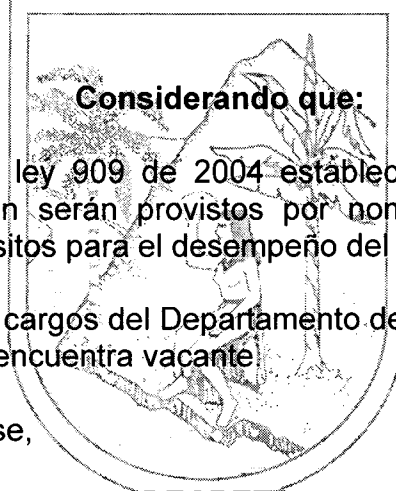 Considerando que:
ley 909 de 2004 establec
n serán provistos por nom
sitos para el desempeño del
cargos del Departamento de
encuentra vacante
se,